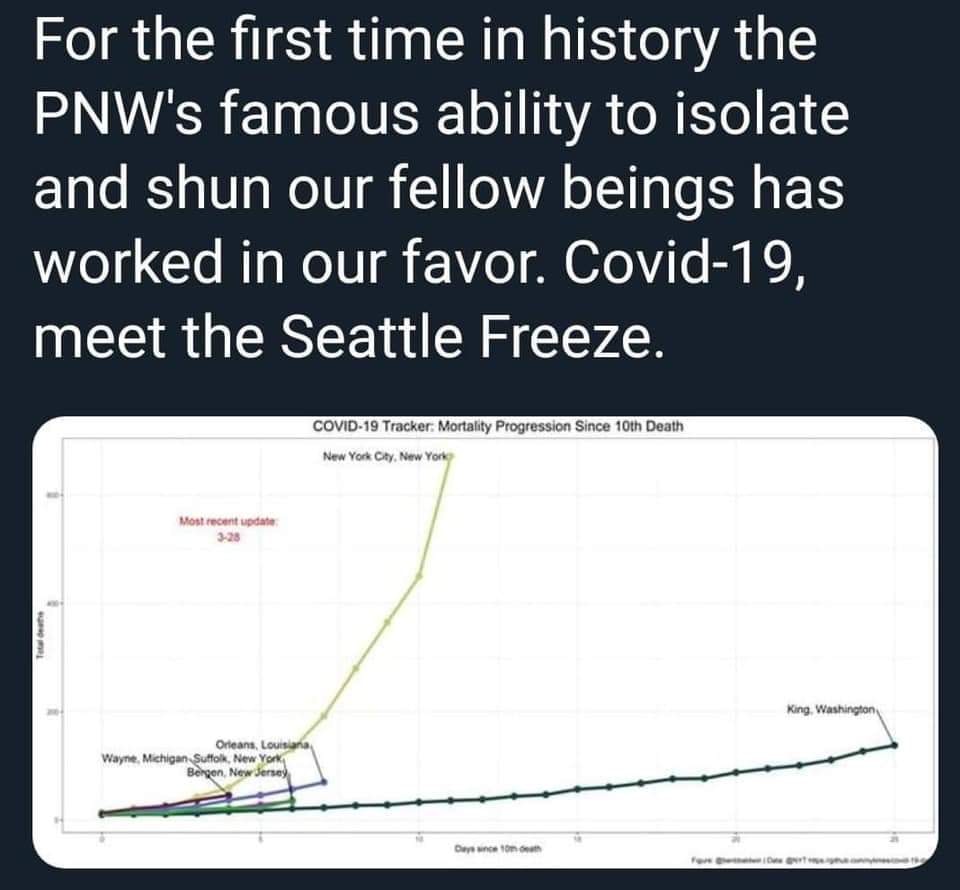 For the first time in history the
PNW's famous ability to isolate
and shun our fellow beings has
worked in our favor. Covid-19,
meet the Seattle Freeze.
COVID-19 Tracker: Mortality Progression Since 10th Death
New York City, New York
600
Most recent update:
3-28
400
Total deaths
200
King, Washington
Orleans, Louisiana
Wayne, Michigan Suffolk, New York
Bergen, New Jersey
0
0 5 10 15 20 25
Days since 10th death
Figure: @benbbaldwin | Data: @NYT